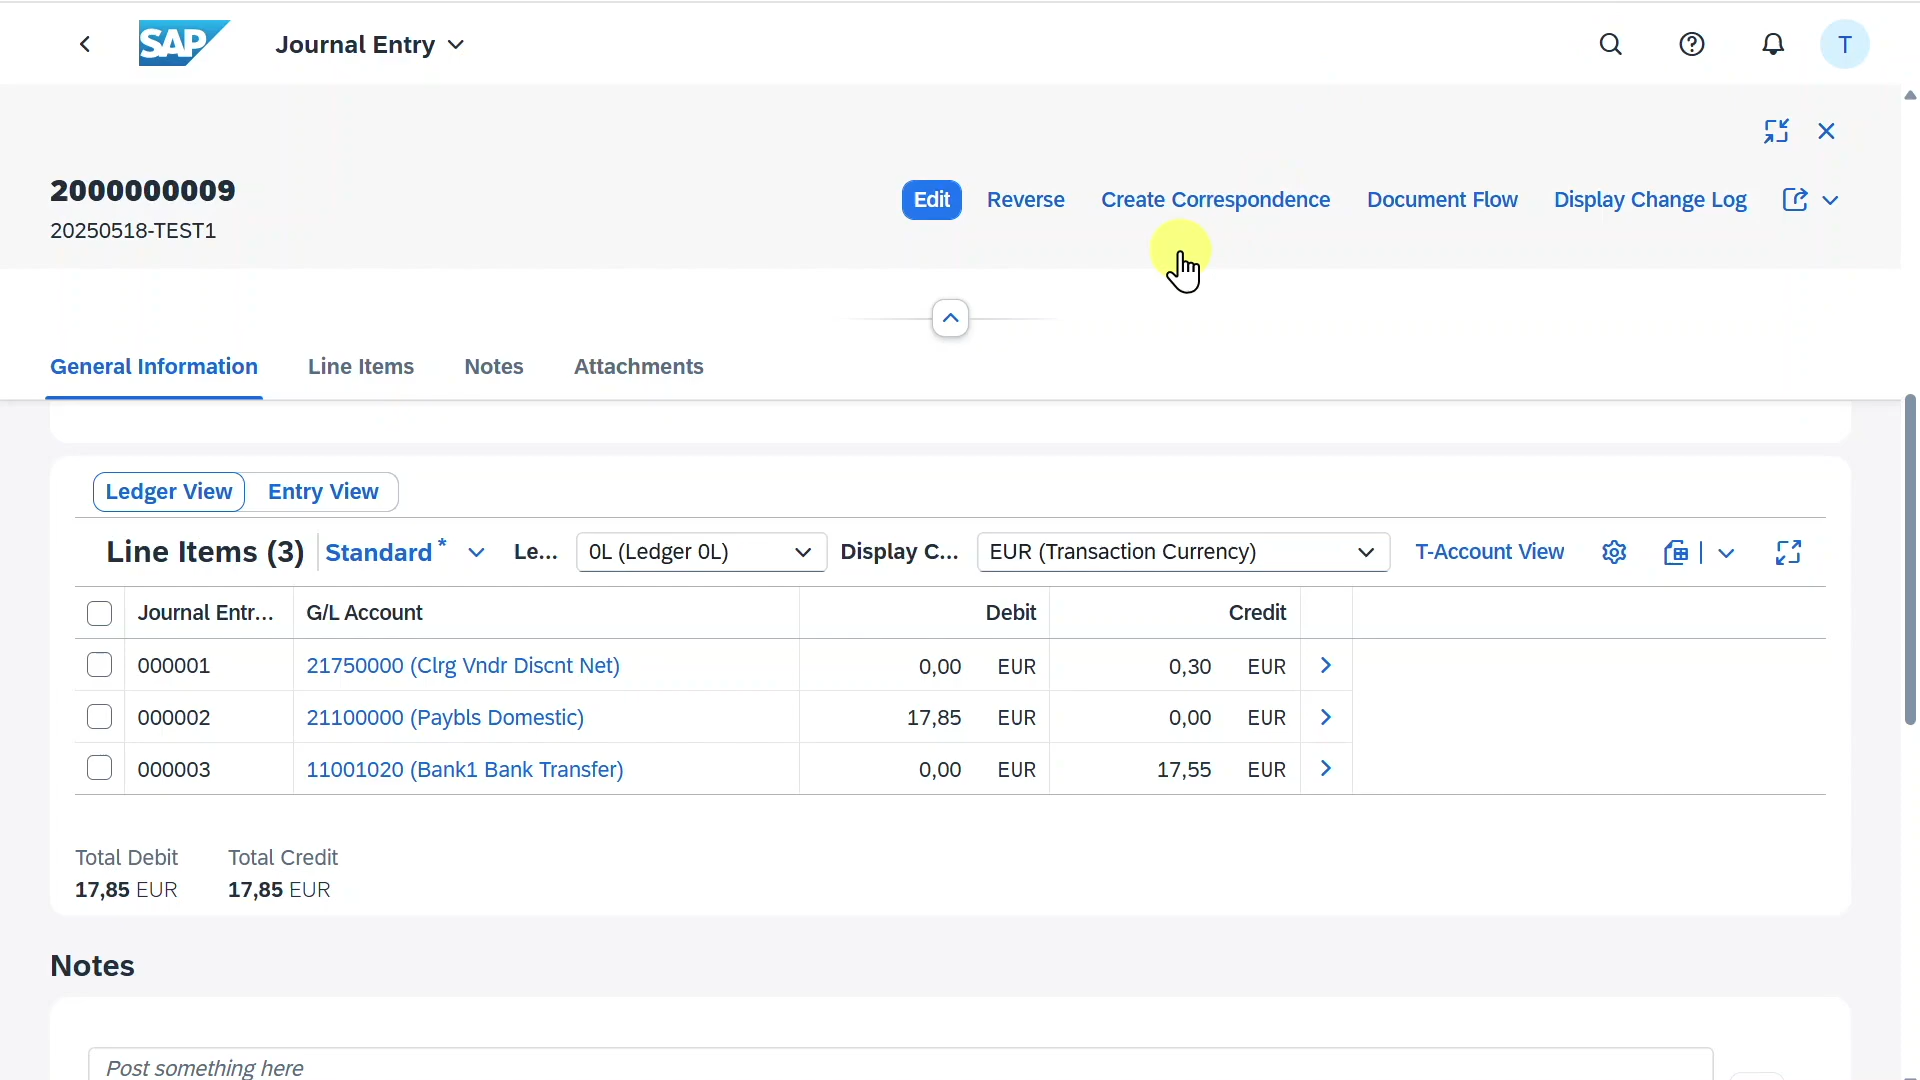 SAP Journal Entry T
2000000009
20250518-TEST1
Edit Reverse Create Correspondence Document Flow Display Change Log
General Information Line Items Notes Attachments
Ledger View Entry View
Line Items (3) Standard * Le... 0L (Ledger 0L) Display C... EUR (Transaction Currency) T-Account View
Journal Entr... G/L Account Debit Credit
000001 21750000 (Clrg Vndr Discnt Net) 0,00 EUR 0,30 EUR
000002 21100000 (Paybls Domestic) 17,85 EUR 0,00 EUR
000003 11001020 (Bank1 Bank Transfer) 0,00 EUR 17,55 EUR
Total Debit Total Credit
17,85 EUR 17,85 EUR
Notes
Post something here